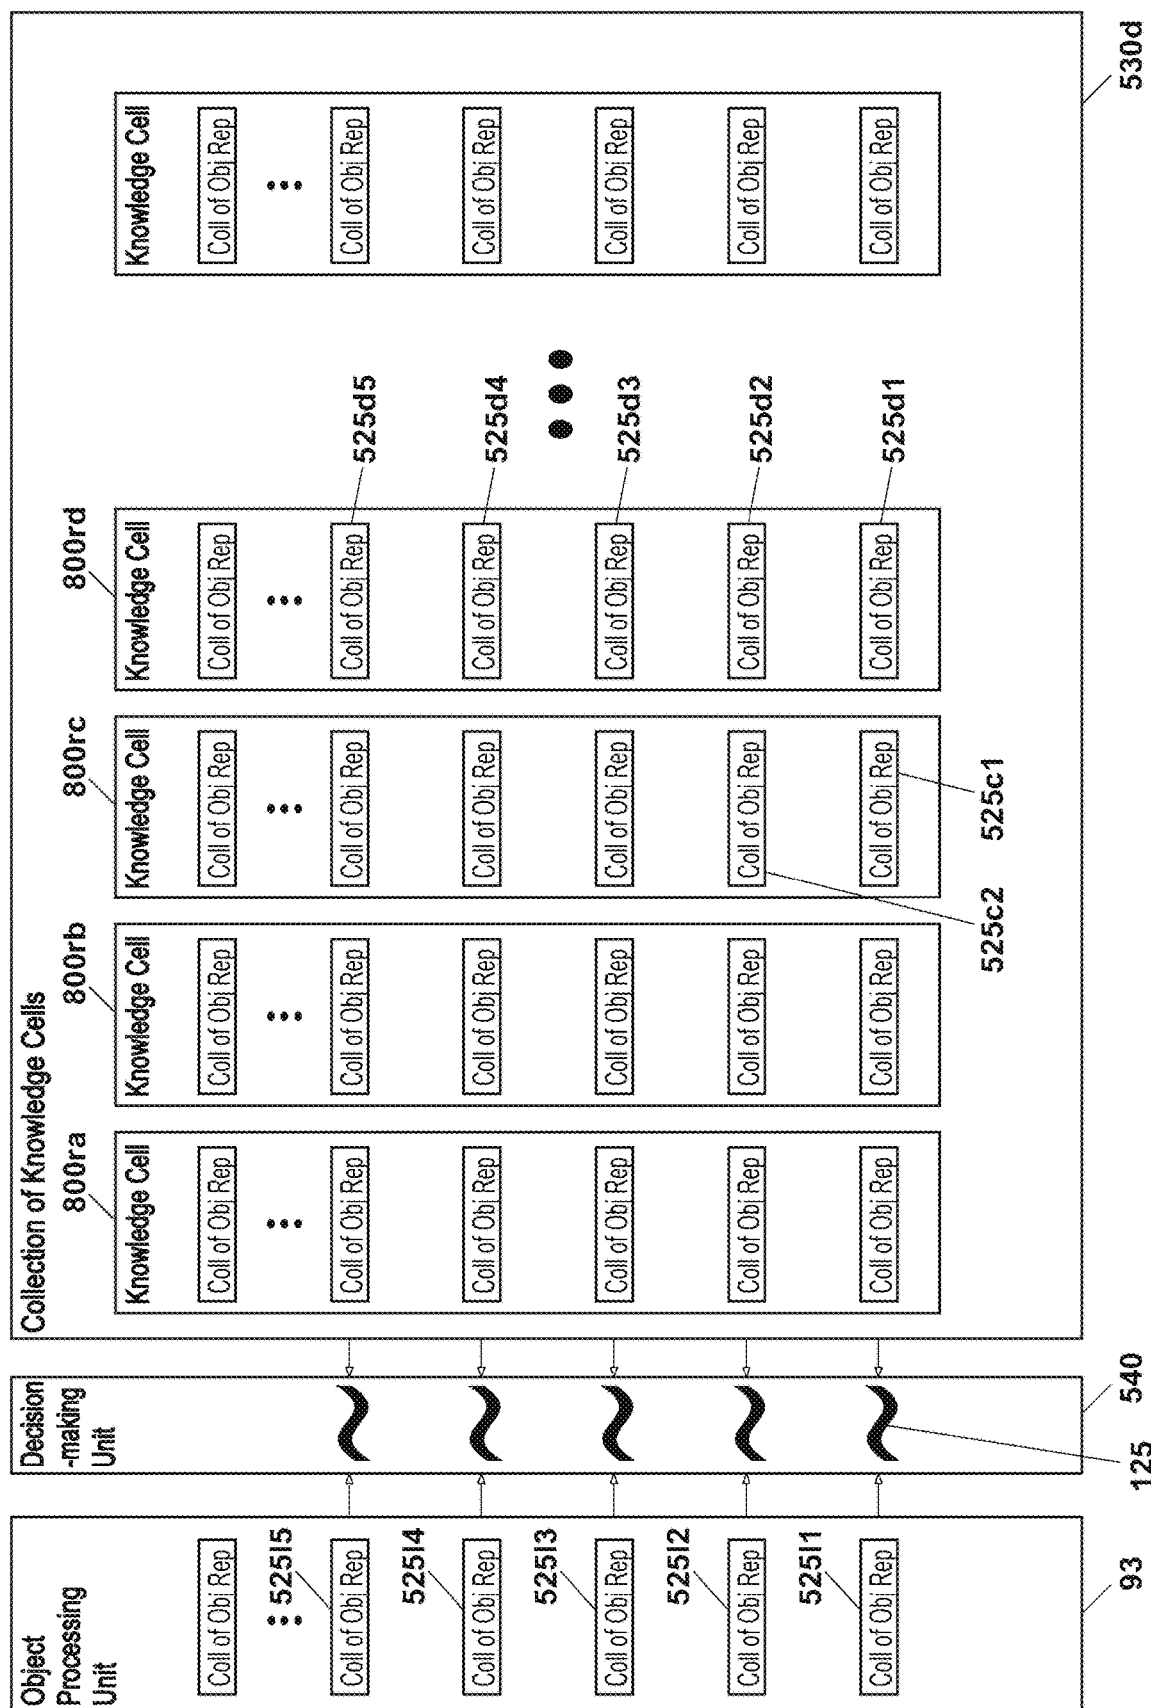 Object
Processing
Unit
Coll of Obj Rep
...
525l5
Coll of Obj Rep
525l4
Coll of Obj Rep
525l3
Coll of Obj Rep
525l2
Coll of Obj Rep
525l1
Coll of Obj Rep
93
Decision
-making
Unit
125
540
Collection of Knowledge Cells
800ra
Knowledge Cell
Coll of Obj Rep
...
Coll of Obj Rep
Coll of Obj Rep
Coll of Obj Rep
Coll of Obj Rep
Coll of Obj Rep
800rb
Knowledge Cell
Coll of Obj Rep
...
Coll of Obj Rep
Coll of Obj Rep
Coll of Obj Rep
Coll of Obj Rep
Coll of Obj Rep
800rc
Knowledge Cell
Coll of Obj Rep
...
Coll of Obj Rep
Coll of Obj Rep
Coll of Obj Rep
Coll of Obj Rep
Coll of Obj Rep
525c2
525c1
800rd
Knowledge Cell
Coll of Obj Rep
...
Coll of Obj Rep
525d5
Coll of Obj Rep
525d4
Coll of Obj Rep
525d3
Coll of Obj Rep
525d2
Coll of Obj Rep
525d1
...
Knowledge Cell
Coll of Obj Rep
...
Coll of Obj Rep
Coll of Obj Rep
Coll of Obj Rep
Coll of Obj Rep
Coll of Obj Rep
530d